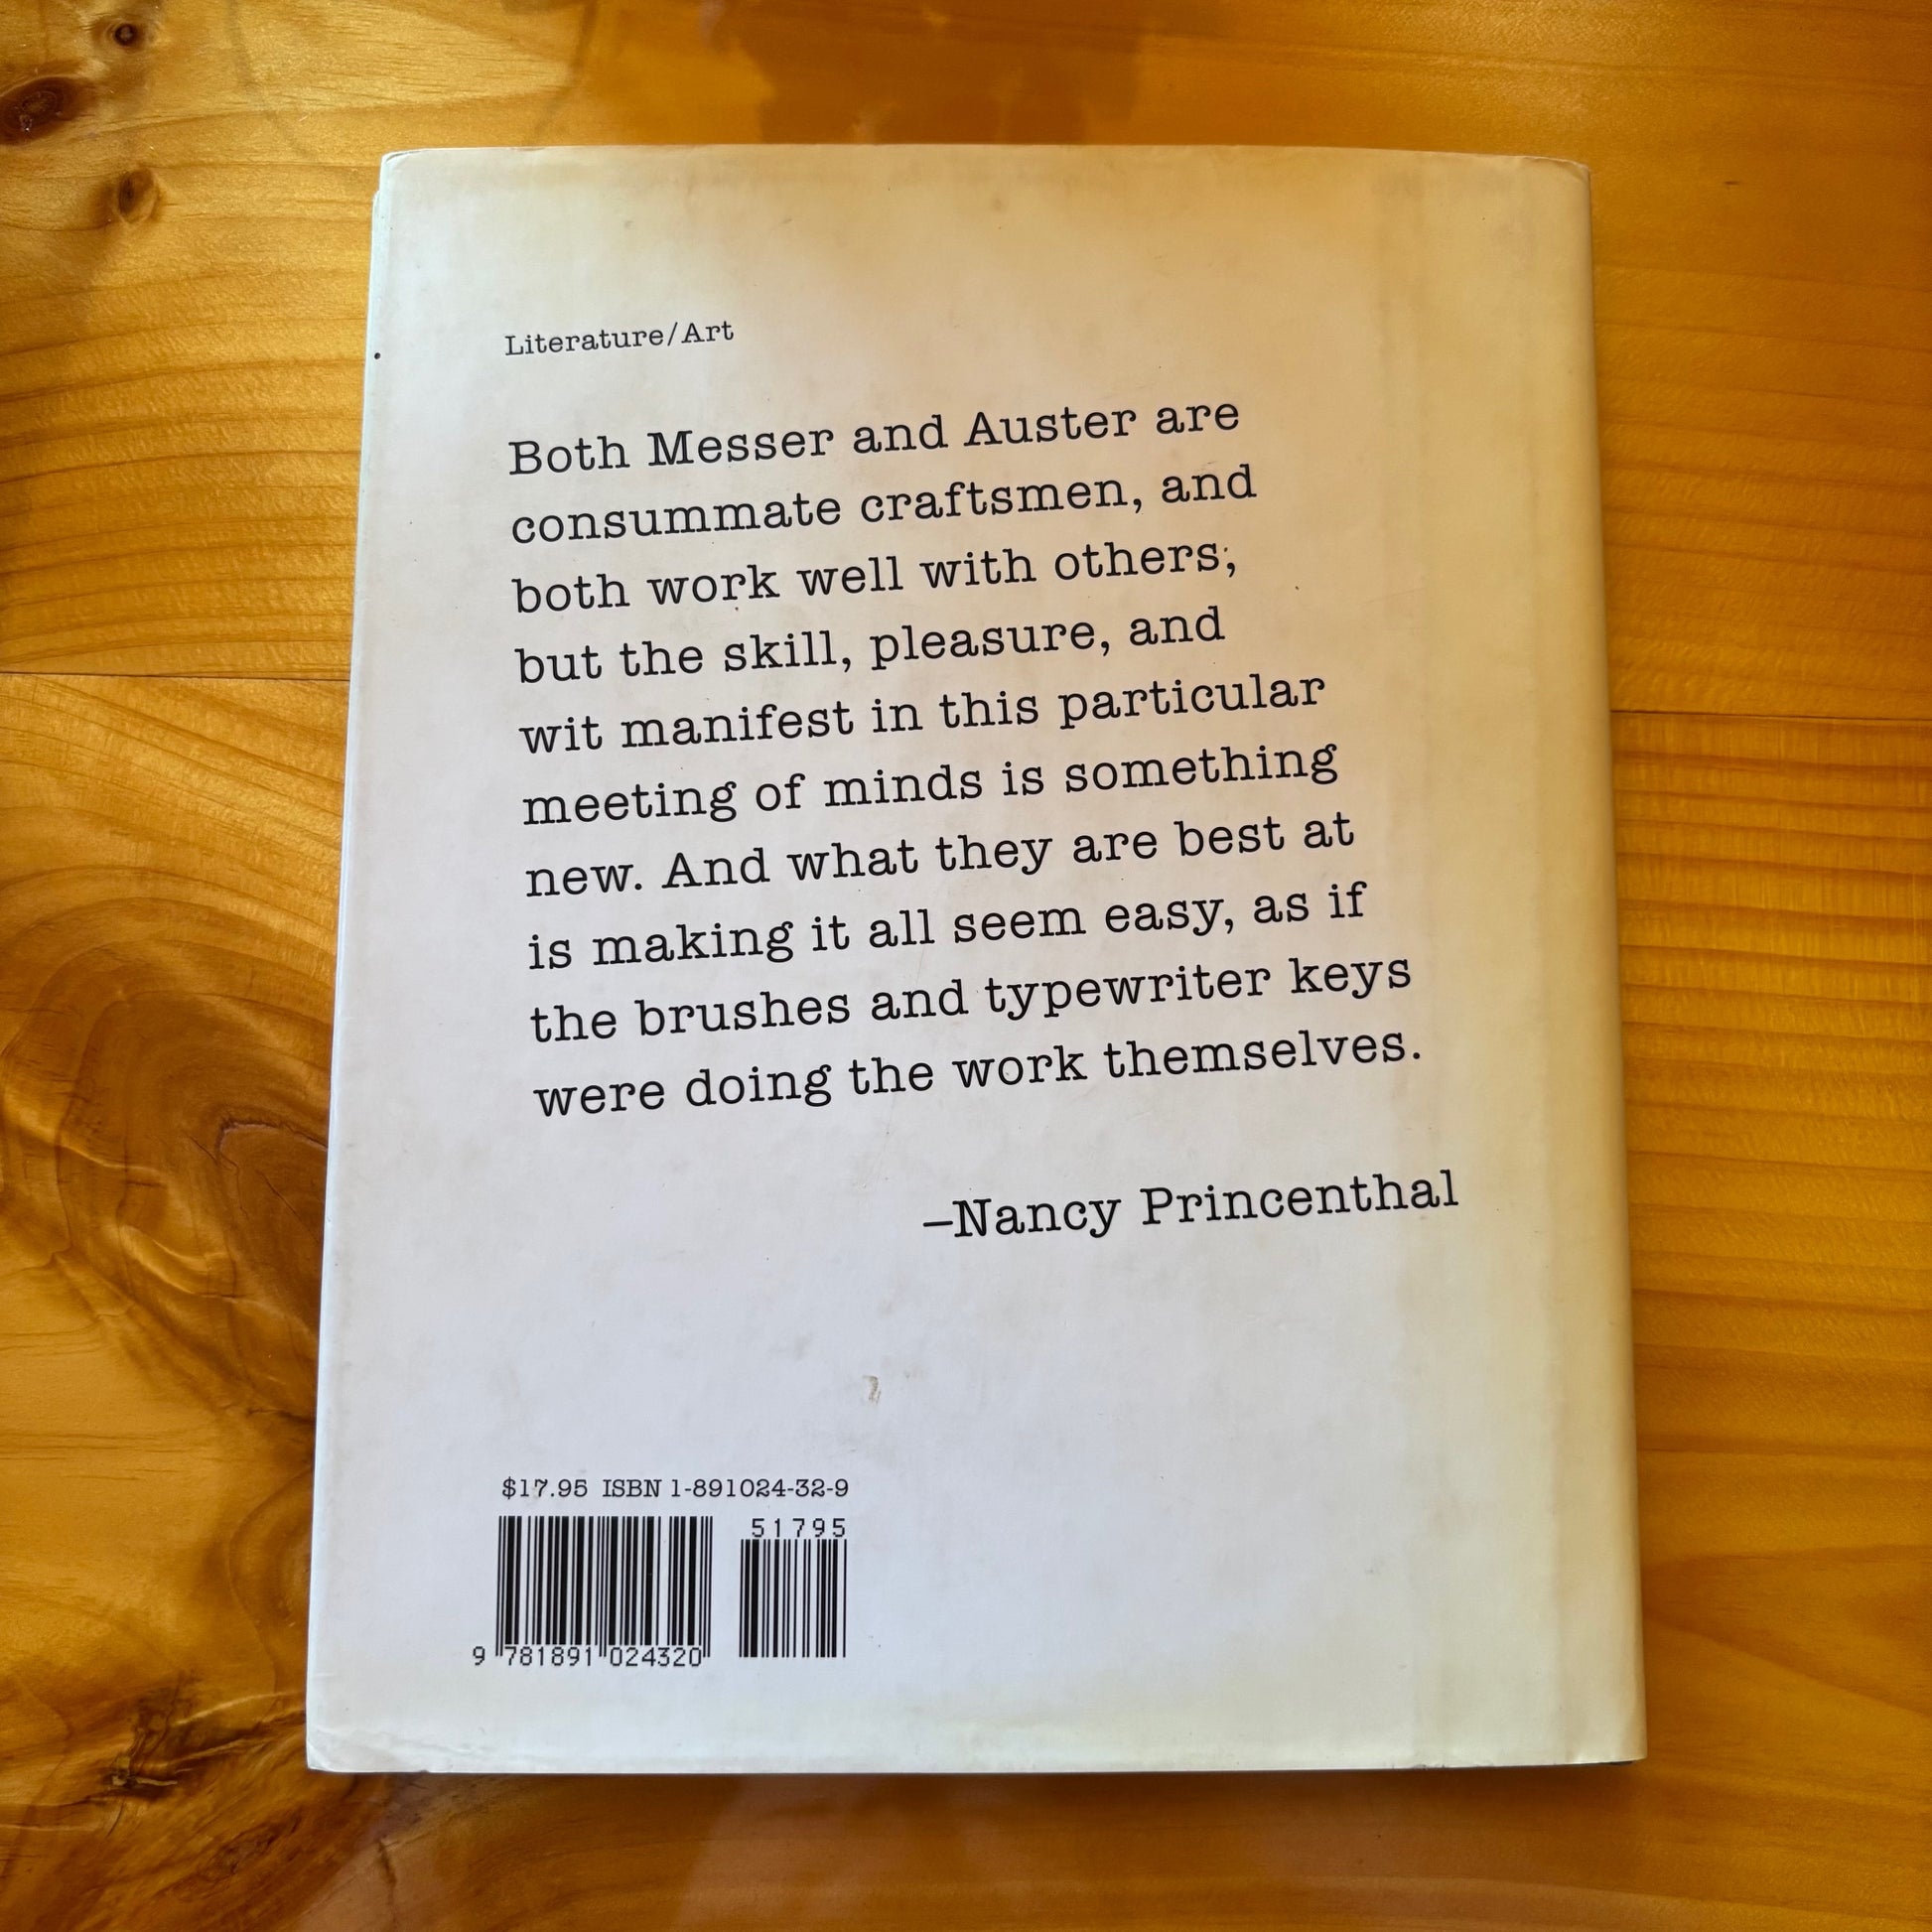 Literature/Art
Both Messer and Auster are
consummate craftsmen, and
both work well with others;
but the skill, pleasure, and
wit manifest in this particular
meeting of minds is something
new. And what they are best at
is making it all seem easy, as if
the brushes and typewriter keys
were doing the work themselves.
–Nancy Princenthal
$17.95 ISBN 1-891024-32-9
51795
9 781891 024320